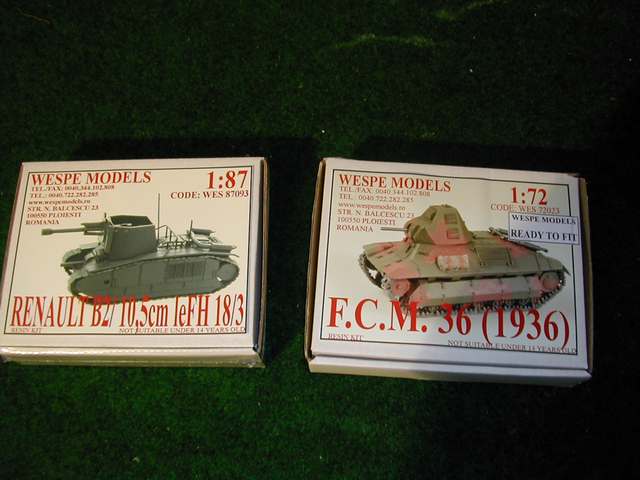 WESPE MODELS
1:87
TEL./FAX: 0040.344.102.808
TEL.: 0040.722.282.285
CODE: WES 87093
www.wespemodels.ro
STR. N. BALCESCU 23
100550 PLOIESTI
ROMANIA
RENAULT B2/ 10,5cm leFH 18/3
RESIN KIT
NOT SUITABLE UNDER 14 YEARS OLD
WESPE MODELS
1:72
TEL./FAX: 0040.344.102.808
TEL.: 0040.722.282.285
CODE: WES 72023
www.wespemodels.ro
STR. N. BALCESCU 23
100550 PLOIESTI
ROMANIA
WESPE MODELS
READY TO FIT
F.C.M. 36 (1936)
RESIN KIT
NOT SUITABLE UNDER 14 YEARS OLD